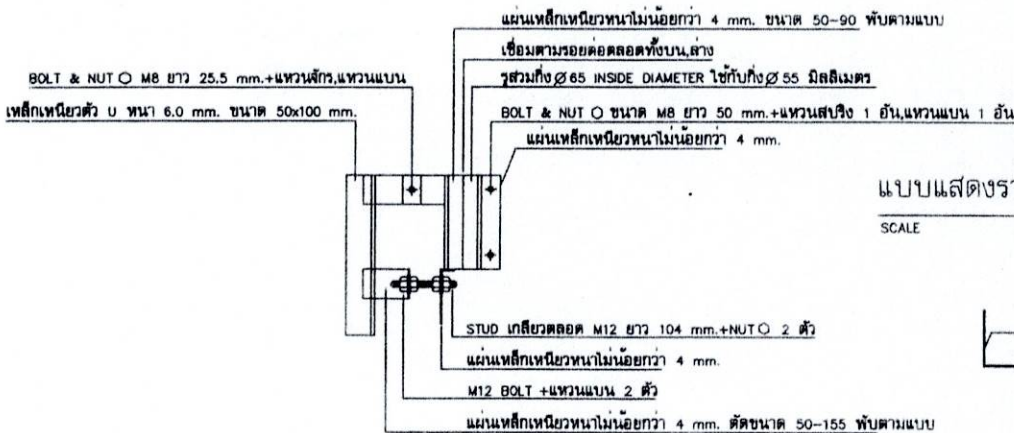 แผ่นเหล็กเหนียวหนาไม่น้อยกว่า 4 mm. ขนาด 50-90 พับตามแบบ
เชื่อมตามรอยต่อตลอดทั้งบน,ล่าง
BOLT & NUT ⬡ M8 ยาว 25.5 mm.+แหวนจักร,แหวนแบน
รูสวมกิ่ง Ø 65 INSIDE DIAMETER ใช้กับกิ่ง Ø 55 มิลลิเมตร
เหล็กเหนียวตัว U หนา 6.0 mm. ขนาด 50x100 mm.
BOLT & NUT ⬡ ขนาด M8 ยาว 50 mm.+แหวนสปริง 1 อัน,แหวนแบน 1 อัน
แผ่นเหล็กเหนียวหนาไม่น้อยกว่า 4 mm.
แบบแสดงรา
SCALE
STUD เกลียวตลอด M12 ยาว 104 mm.+NUT ⬡ 2 ตัว
แผ่นเหล็กเหนียวหนาไม่น้อยกว่า 4 mm.
M12 BOLT +แหวนแบน 2 ตัว
แผ่นเหล็กเหนียวหนาไม่น้อยกว่า 4 mm. ตัดขนาด 50-155 พับตามแบบ